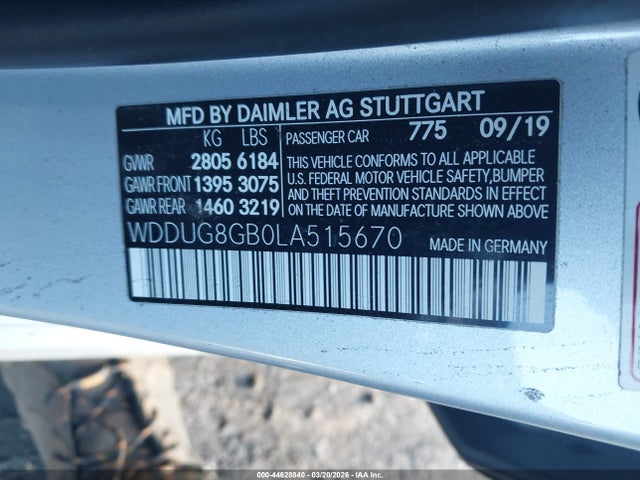 MFD BY DAIMLER AG STUTTGART
KG LBS
GVWR 2805 6184
GAWR FRONT 1395 3075
GAWR REAR 1460 3219
PASSENGER CAR 775 09/19
THIS VEHICLE CONFORMS TO ALL APPLICABLE
U.S. FEDERAL MOTOR VEHICLE SAFETY, BUMPER
AND THEFT PREVENTION STANDARDS IN EFFECT
ON THE DATE OF MANUFACTURE SHOWN ABOVE
WDDUG8GB0LA515670 MADE IN GERMANY
000-44628840 | 03/20/2026 - IAA Inc.